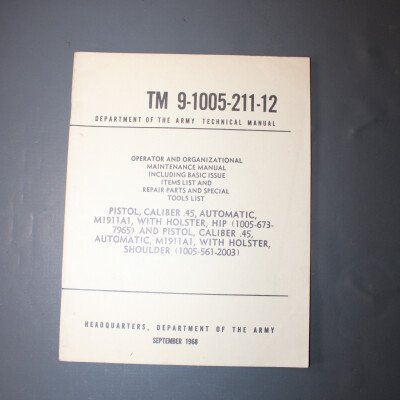 TM 9-1005-211-12
DEPARTMENT OF THE ARMY TECHNICAL MANUAL
OPERATOR AND ORGANIZATIONAL
MAINTENANCE MANUAL
INCLUDING BASIC ISSUE
ITEMS LIST AND
REPAIR PARTS AND SPECIAL
TOOLS LIST
PISTOL, CALIBER .45, AUTOMATIC,
M1911A1, WITH HOLSTER, HIP (1005-673-
7965) AND PISTOL, CALIBER .45,
AUTOMATIC, M1911A1, WITH HOLSTER,
SHOULDER (1005-561-2003)
HEADQUARTERS, DEPARTMENT OF THE ARMY
SEPTEMBER 1968